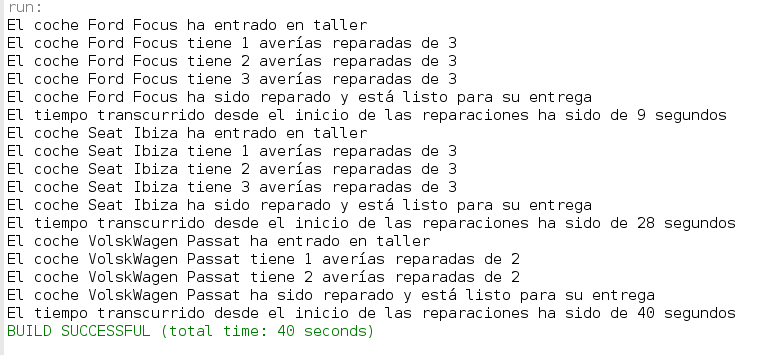 run:
El coche Ford Focus ha entrado en taller
El coche Ford Focus tiene 1 averías reparadas de 3
El coche Ford Focus tiene 2 averías reparadas de 3
El coche Ford Focus tiene 3 averías reparadas de 3
El coche Ford Focus ha sido reparado y está listo para su entrega
El tiempo transcurrido desde el inicio de las reparaciones ha sido de 9 segundos
El coche Seat Ibiza ha entrado en taller
El coche Seat Ibiza tiene 1 averías reparadas de 3
El coche Seat Ibiza tiene 2 averías reparadas de 3
El coche Seat Ibiza tiene 3 averías reparadas de 3
El coche Seat Ibiza ha sido reparado y está listo para su entrega
El tiempo transcurrido desde el inicio de las reparaciones ha sido de 28 segundos
El coche VolskWagen Passat ha entrado en taller
El coche VolskWagen Passat tiene 1 averías reparadas de 2
El coche VolskWagen Passat tiene 2 averías reparadas de 2
El coche VolskWagen Passat ha sido reparado y está listo para su entrega
El tiempo transcurrido desde el inicio de las reparaciones ha sido de 40 segundos
BUILD SUCCESSFUL (total time: 40 seconds)